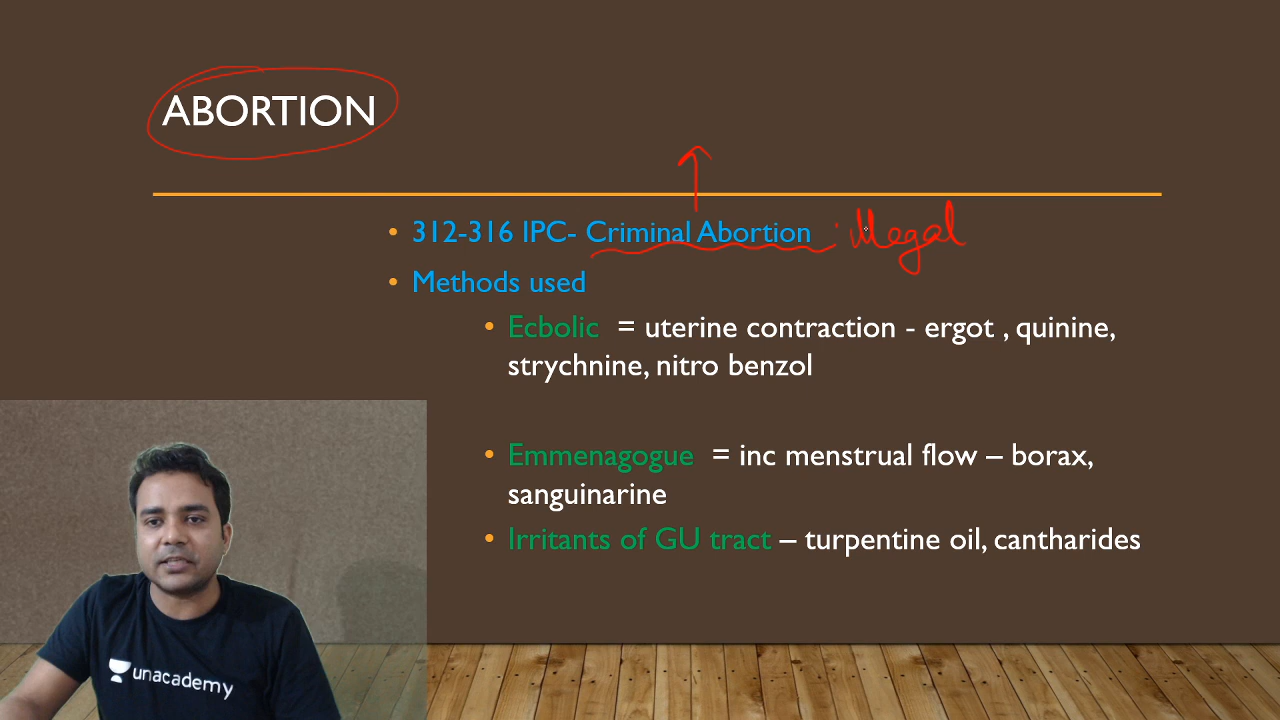 ABORTION
• 312-316 IPC- Criminal Abortion : illegal
• Methods used
• Ecbolic = uterine contraction - ergot , quinine,
strychnine, nitro benzol
• Emmenagogue = inc menstrual flow – borax,
sanguinarine
• Irritants of GU tract – turpentine oil, cantharides
unacademy